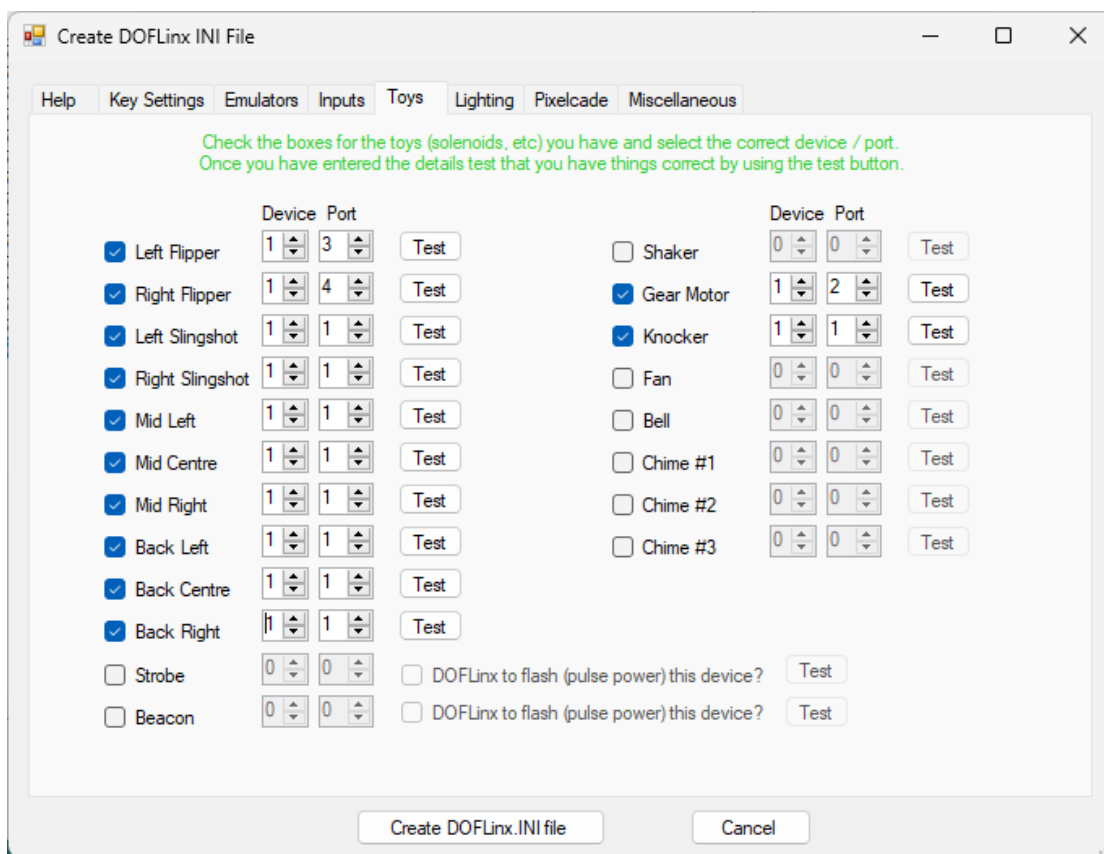 Create DOFLinx INI File
Help Key Settings Emulators Inputs Toys Lighting Pixelcade Miscellaneous
Check the boxes for the toys (solenoids, etc) you have and select the correct device / port.
Once you have entered the details test that you have things correct by using the test button.
Device Port Device Port
Left Flipper 1 3 Test Shaker 0 0 Test
Right Flipper 1 4 Test Gear Motor 1 2 Test
Left Slingshot 1 1 Test Knocker 1 1 Test
Right Slingshot 1 1 Test Fan 0 0 Test
Mid Left 1 1 Test Bell 0 0 Test
Mid Centre 1 1 Test Chime #1 0 0 Test
Mid Right 1 1 Test Chime #2 0 0 Test
Back Left 1 1 Test Chime #3 0 0 Test
Back Centre 1 1 Test
Back Right 1 1 Test
Strobe 0 0 DOFLinx to flash (pulse power) this device? Test
Beacon 0 0 DOFLinx to flash (pulse power) this device? Test
Create DOFLinx.INI file Cancel